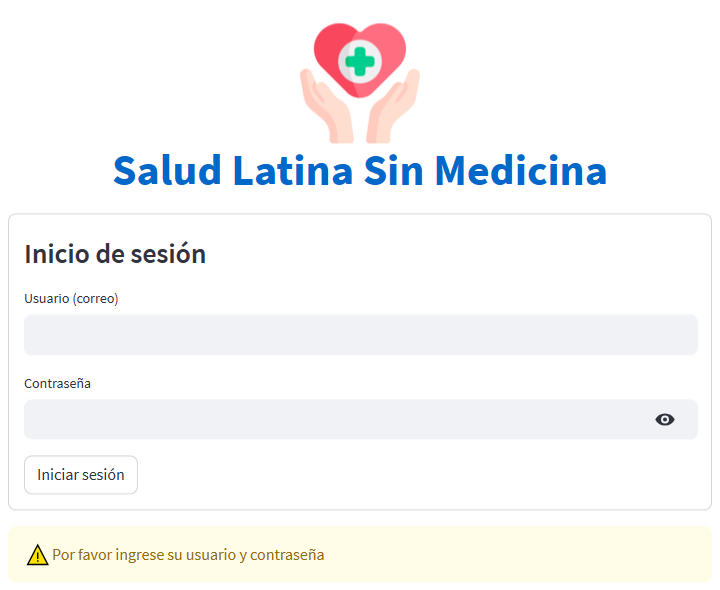 Salud Latina Sin Medicina
Inicio de sesión
Usuario (correo)
Contraseña
Iniciar sesión
Por favor ingrese su usuario y contraseña